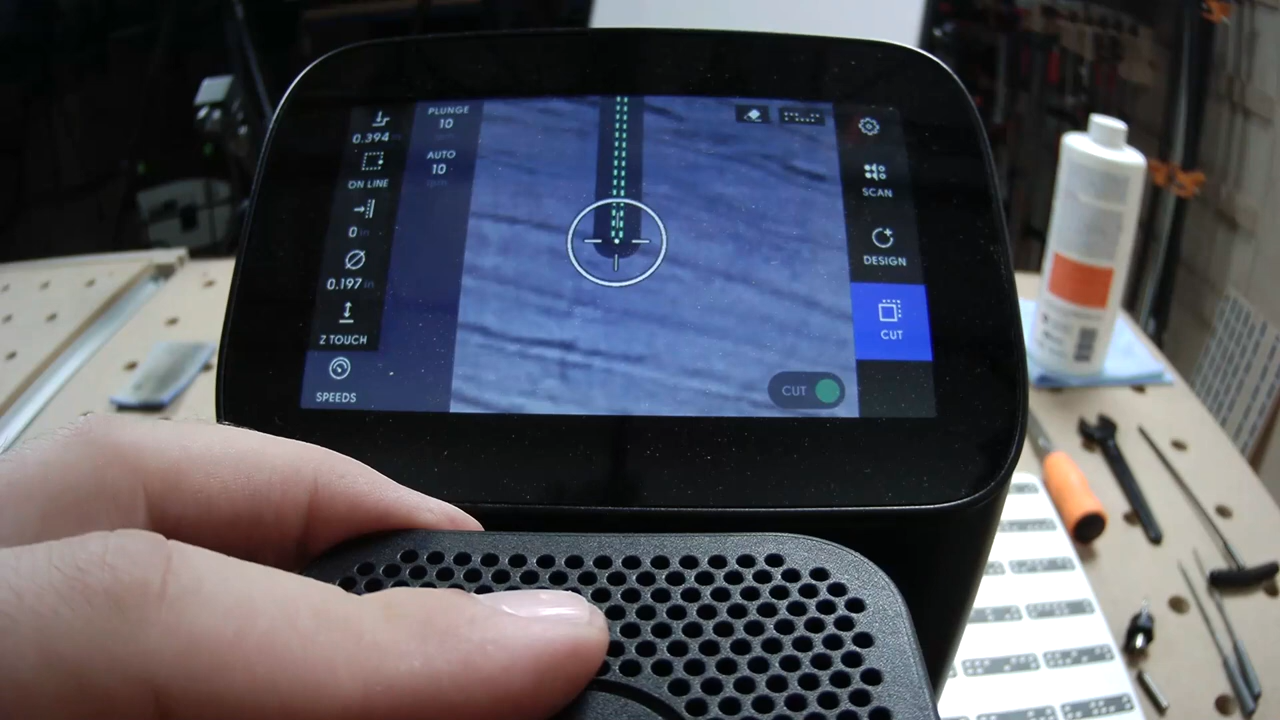 0.394 in
ON LINE
0 in
0.197 in
Z TOUCH
SPEEDS
PLUNGE
10
AUTO
10
SCAN
DESIGN
CUT
CUT